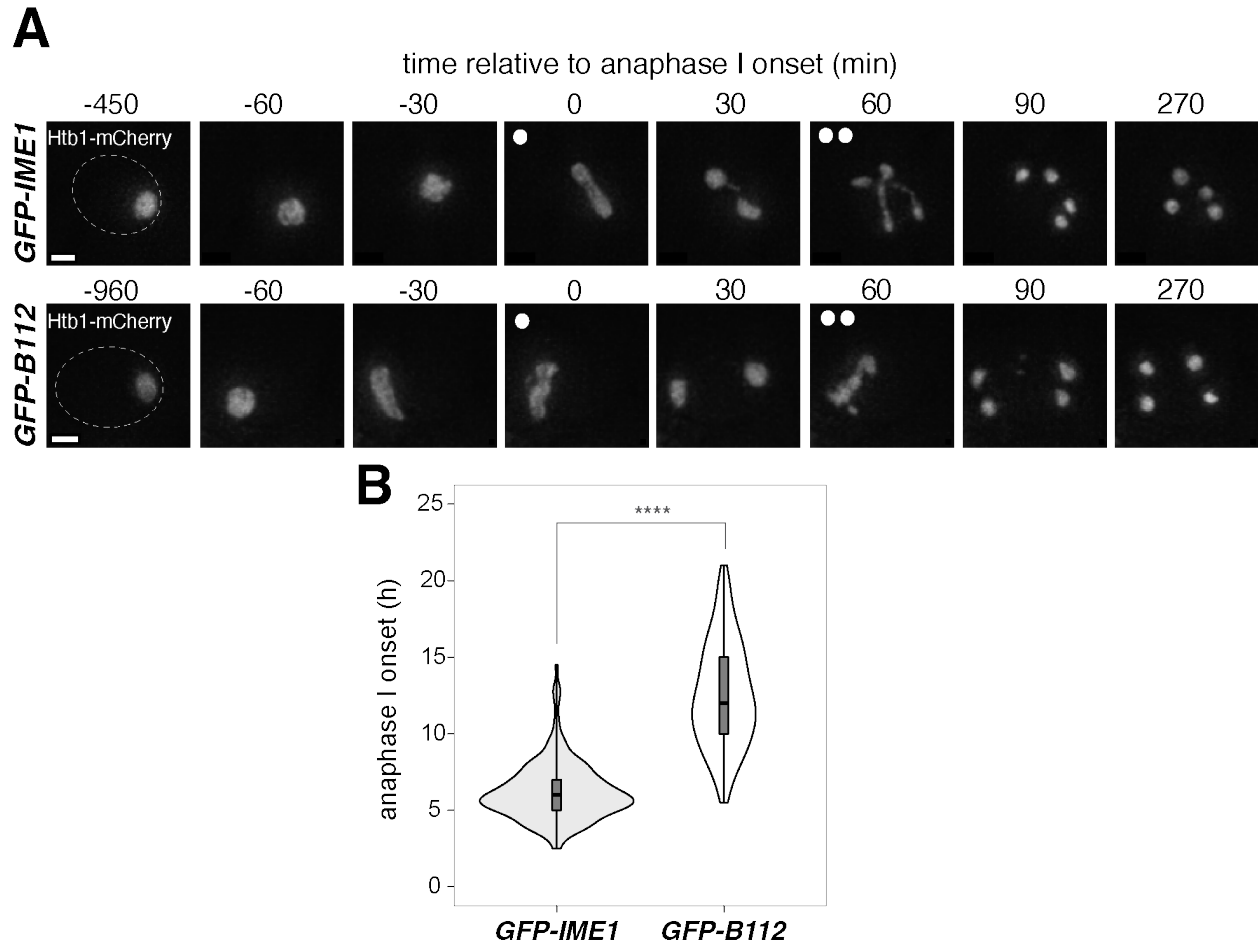 A
time relative to anaphase I onset (min)
-450 -60 -30 0 30 60 90 270
GFP-IME1
Htb1-mCherry
-960 -60 -30 0 30 60 90 270
GFP-B112
Htb1-mCherry
B
anaphase I onset (h)
25
20
15
10
5
0
****
GFP-IME1 GFP-B112